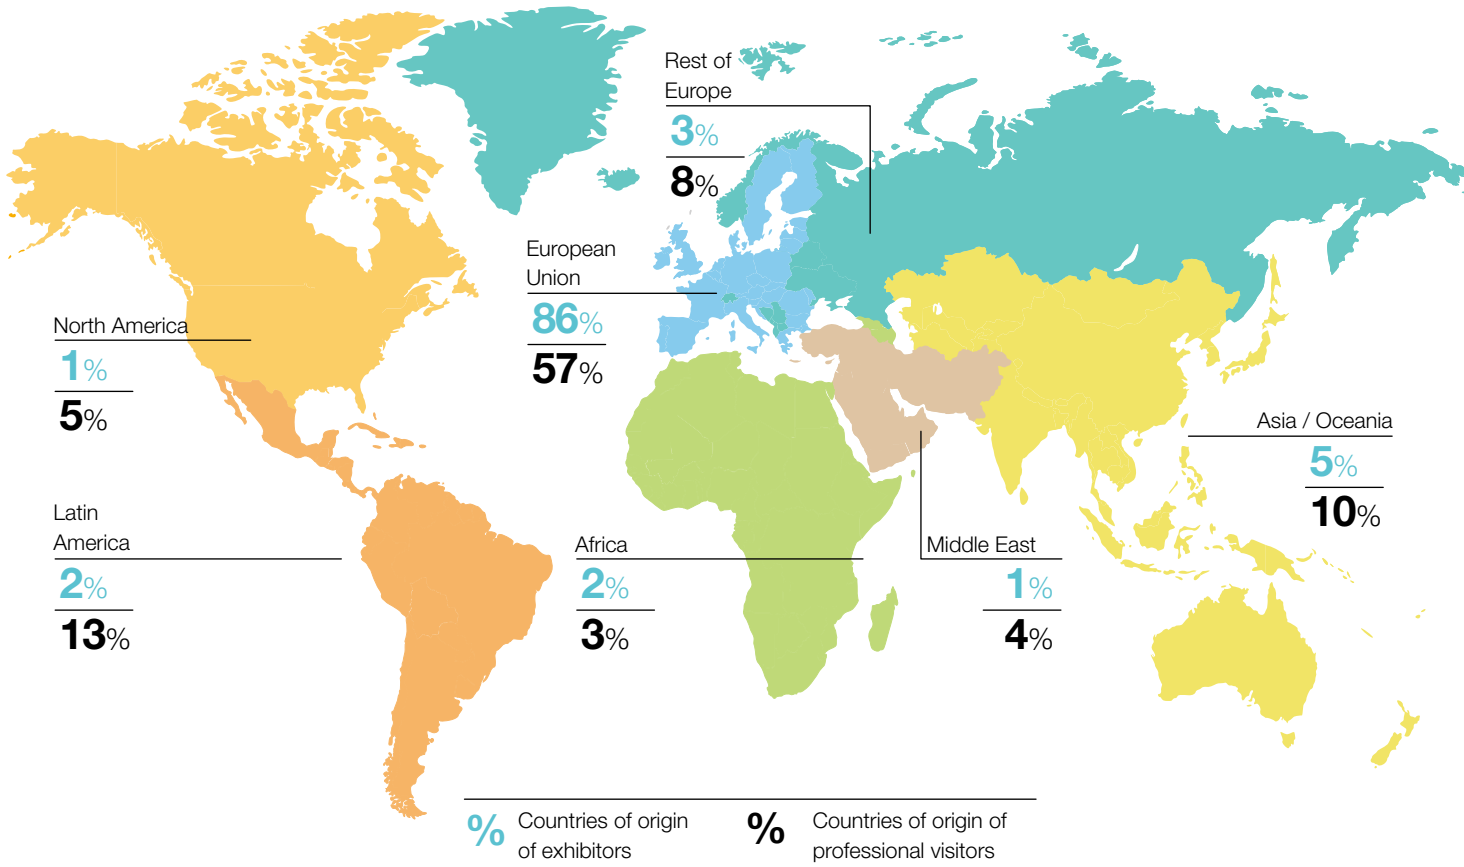 Rest of
Europe
3%
8%
European
Union
86%
57%
North America
1%
5%
Asia / Oceania
5%
10%
Latin
America
2%
13%
Africa
2%
3%
Middle East
1%
4%
% Countries of origin
of exhibitors
% Countries of origin of
professional visitors